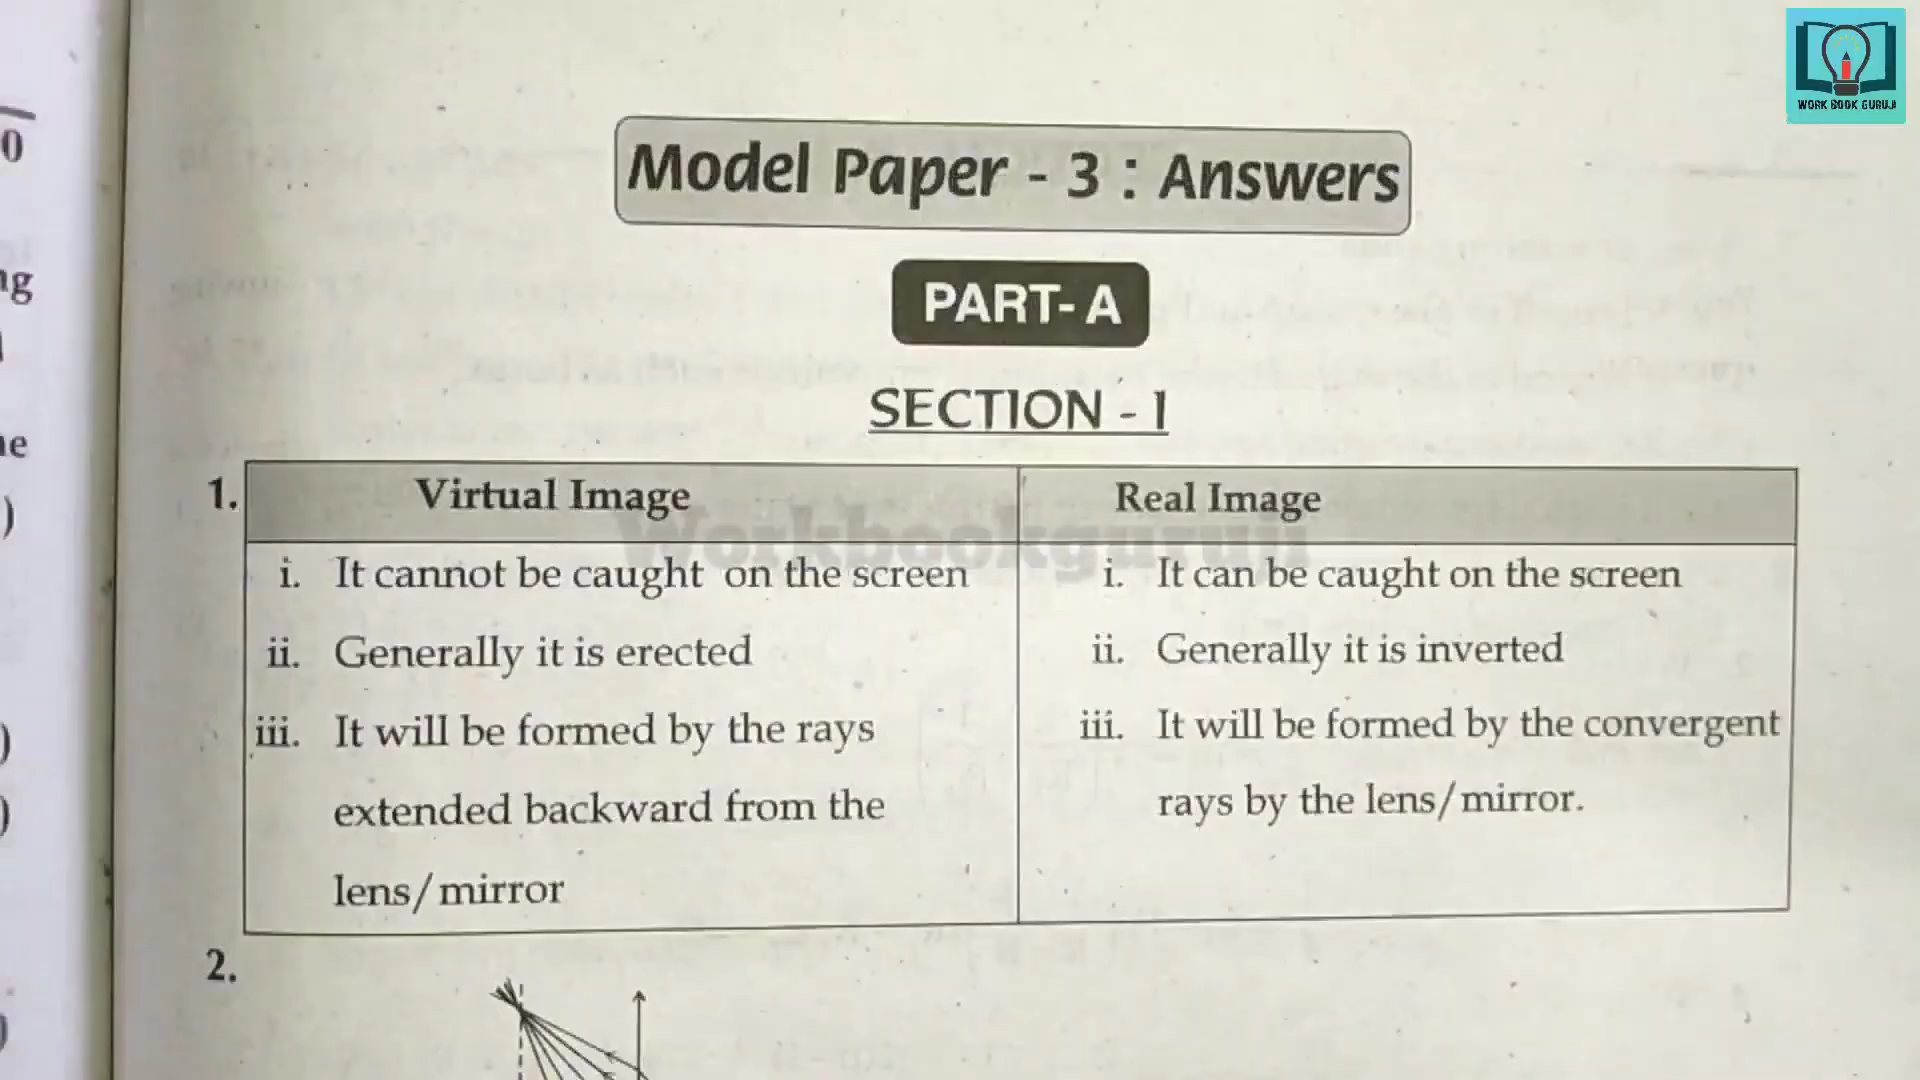 WORK BOOK GURUJI
Model Paper - 3 : Answers
PART- A
SECTION - I
1. Virtual Image Real Image
Workbookguruji
i. It cannot be caught on the screen
ii. Generally it is erected
iii. It will be formed by the rays
extended backward from the
lens/mirror
i. It can be caught on the screen
ii. Generally it is inverted
iii. It will be formed by the convergent
rays by the lens/mirror.
2.